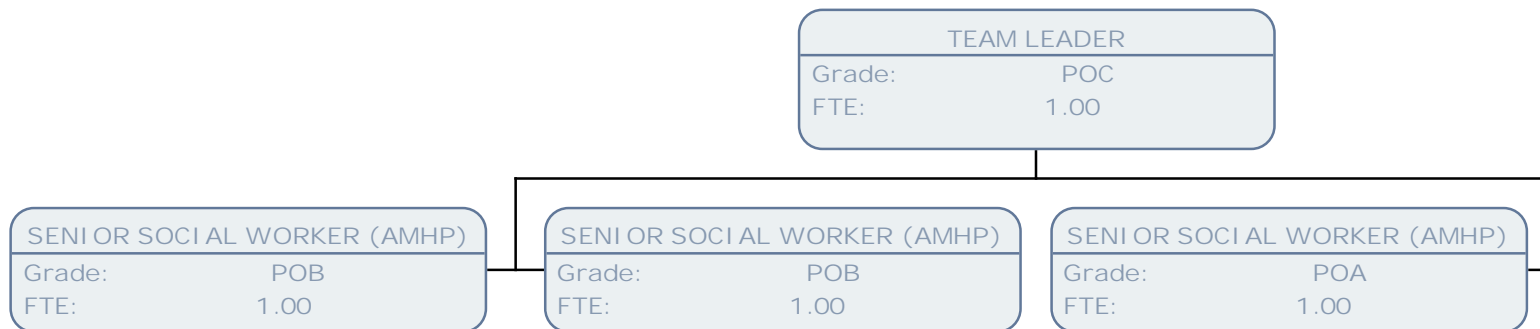 TEAM LEADER
Grade: POC
FTE: 1.00
SENIOR SOCIAL WORKER (AMHP)
Grade: POB
FTE: 1.00
SENIOR SOCIAL WORKER (AMHP)
Grade: POB
FTE: 1.00
SENIOR SOCIAL WORKER (AMHP)
Grade: POA
FTE: 1.00